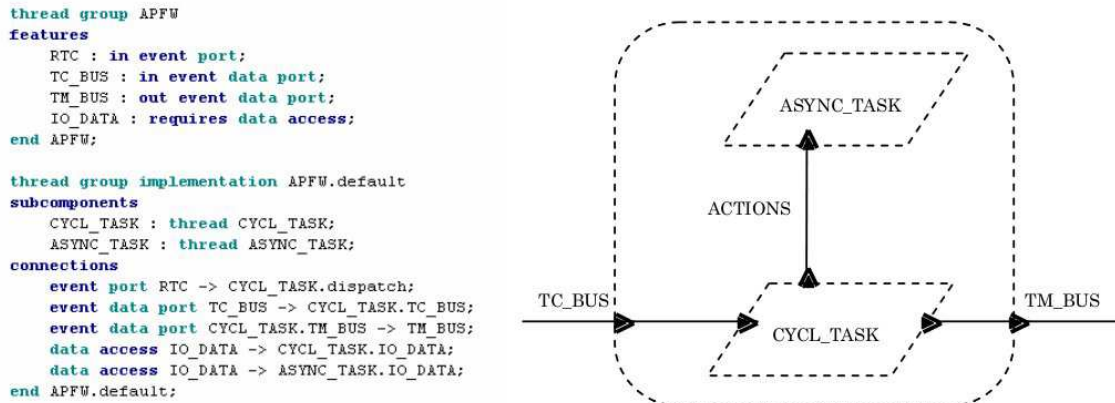 thread group APFW
features
RTC : in event port;
TC_BUS : in event data port;
TM_BUS : out event data port;
IO_DATA : requires data access;
end APFW;
thread group implementation APFW.default
subcomponents
CYCL_TASK : thread CYCL_TASK;
ASYNC_TASK : thread ASYNC_TASK;
connections
event port RTC -> CYCL_TASK.dispatch;
event data port TC_BUS -> CYCL_TASK.TC_BUS;
event data port CYCL_TASK.TM_BUS -> TM_BUS;
data access IO_DATA -> CYCL_TASK.IO_DATA;
data access IO_DATA -> ASYNC_TASK.IO_DATA;
end APFW.default;
ASYNC_TASK
ACTIONS
TC_BUS
TM_BUS
CYCL_TASK